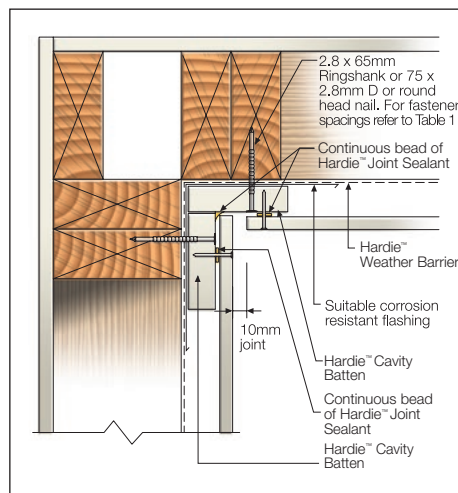 2.8 x 65mm
Ringshank or 75 x
2.8mm D or round
head nail. For fastener
spacings refer to Table 1
Continuous bead of
Hardie™ Joint Sealant
Hardie™
Weather Barrier
Suitable corrosion
resistant flashing
10mm
joint
Hardie™ Cavity
Batten
Continuous bead
of Hardie™ Joint
Sealant
Hardie™ Cavity
Batten